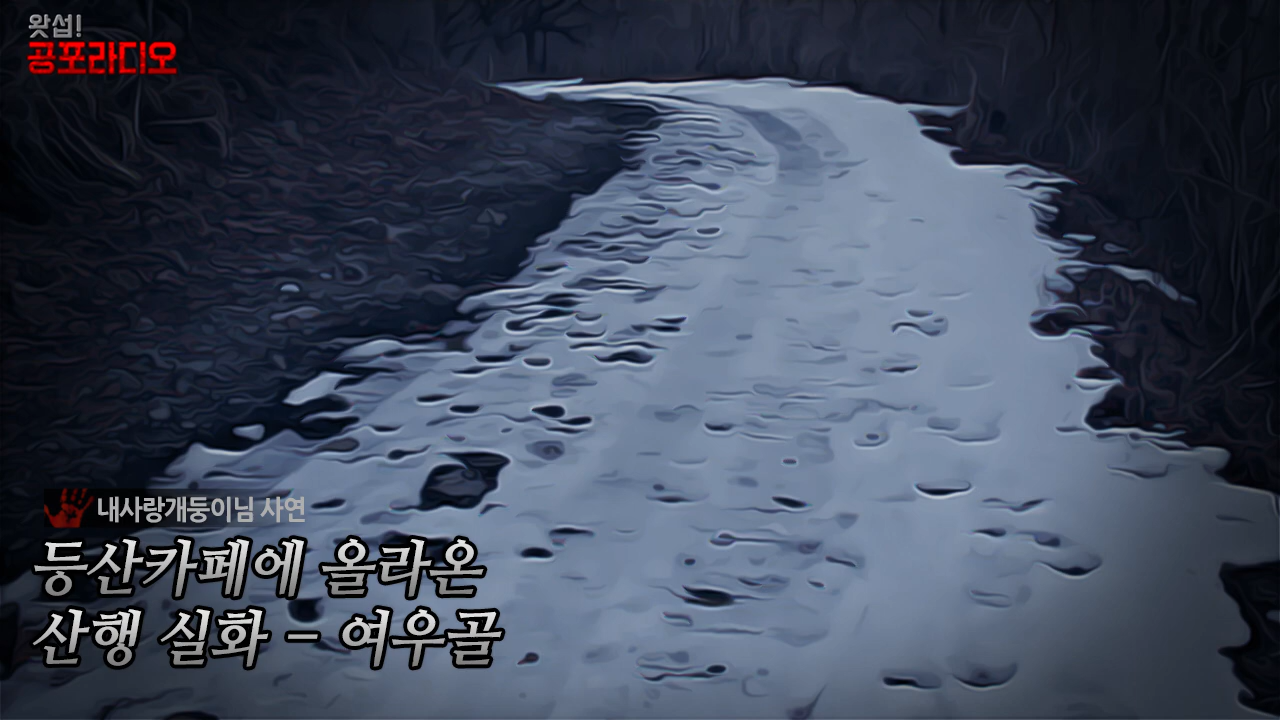 왓섭!
공포라디오
내사랑개둥이님 사연
등산카페에 올라온
산행 실화 - 여우골